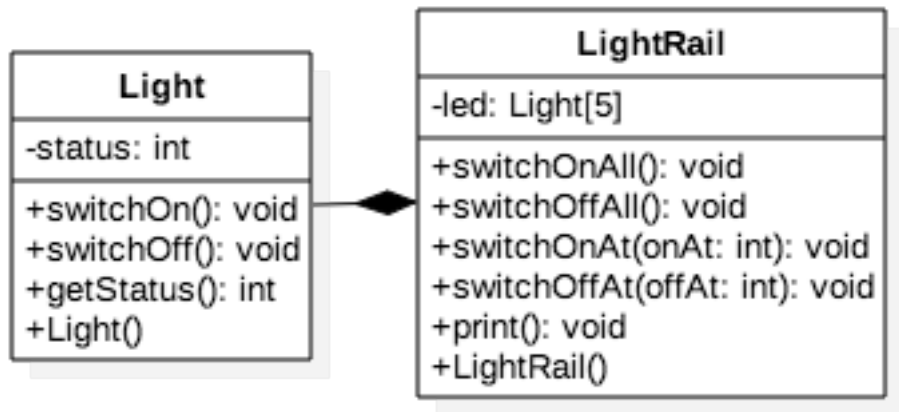 Light
-status: int
+switchOn(): void
+switchOff(): void
+getStatus(): int
+Light()
LightRail
-led: Light[5]
+switchOnAll(): void
+switchOffAll(): void
+switchOnAt(onAt: int): void
+switchOffAt(offAt: int): void
+print(): void
+LightRail()